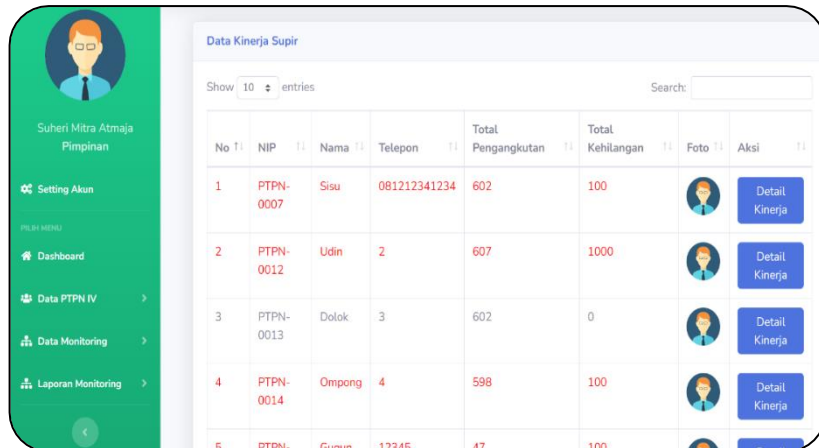 Suheri Mitra Atmaja
Pimpinan
Setting Akun
PILIH MENU
Dashboard
Data PTPN IV
Data Monitoring
Laporan Monitoring
Data Kinerja Supir
Show 10 entries
Search:
No NIP Nama Telepon Total Pengangkutan Total Kehilangan Foto Aksi
1 PTPN-0007 Sisu 081212341234 602 100 Detail Kinerja
2 PTPN-0012 Udin 2 607 1000 Detail Kinerja
3 PTPN-0013 Dolok 3 602 0 Detail Kinerja
4 PTPN-0014 Ompong 4 598 100 Detail Kinerja
5 PTPN- 12345 47 100